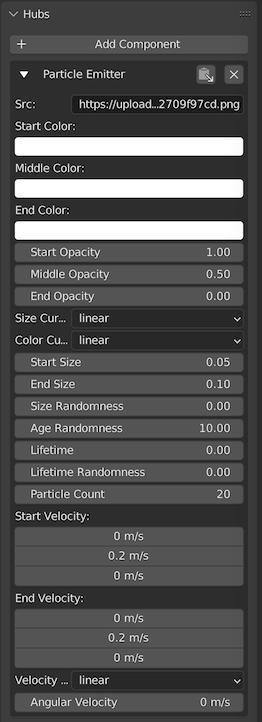 Hubs
+ Add Component
Particle Emitter
Src: https://upload...2709f97cd.png
Start Color:
Middle Color:
End Color:
Start Opacity 1.00
Middle Opacity 0.50
End Opacity 0.00
Size Cur... linear
Color Cu... linear
Start Size 0.05
End Size 0.10
Size Randomness 0.00
Age Randomness 10.00
Lifetime 0.00
Lifetime Randomness 0.00
Particle Count 20
Start Velocity:
0 m/s
0.2 m/s
0 m/s
End Velocity:
0 m/s
0.2 m/s
0 m/s
Velocity ... linear
Angular Velocity 0 m/s